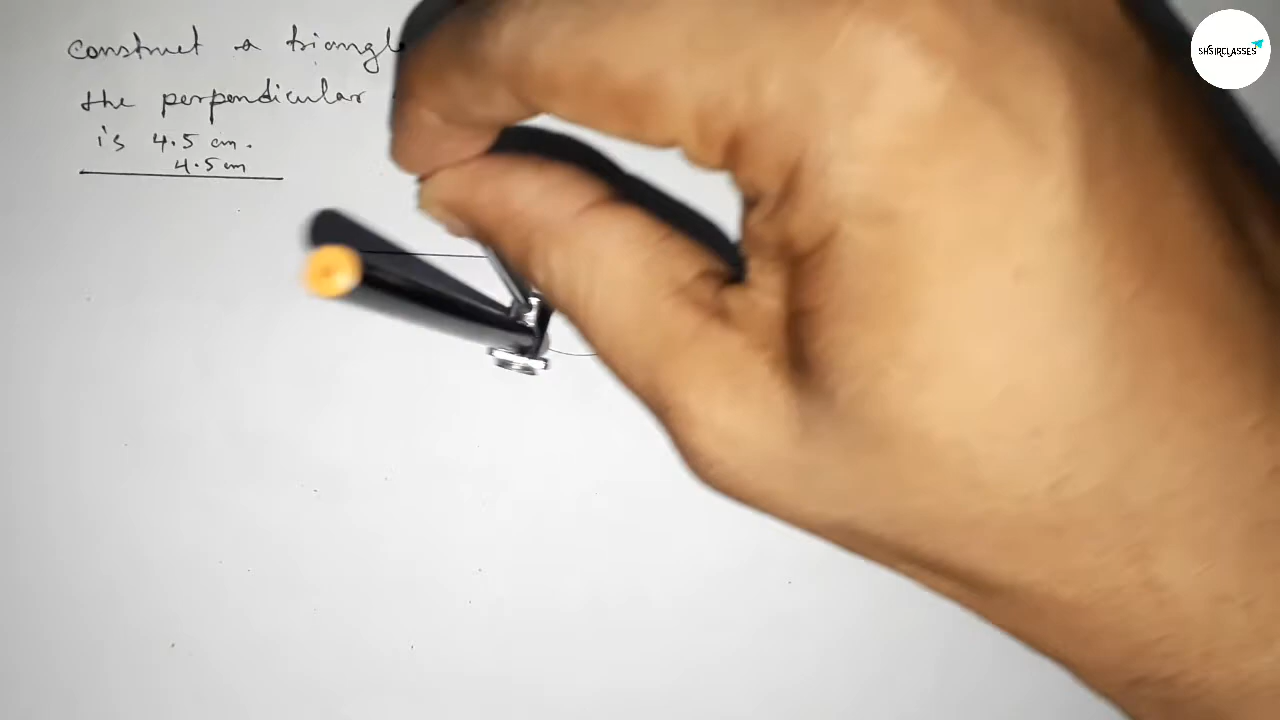 construct a triangle
the perpendicular
is 4.5 cm.
4.5 cm
SHSIRCLASSES